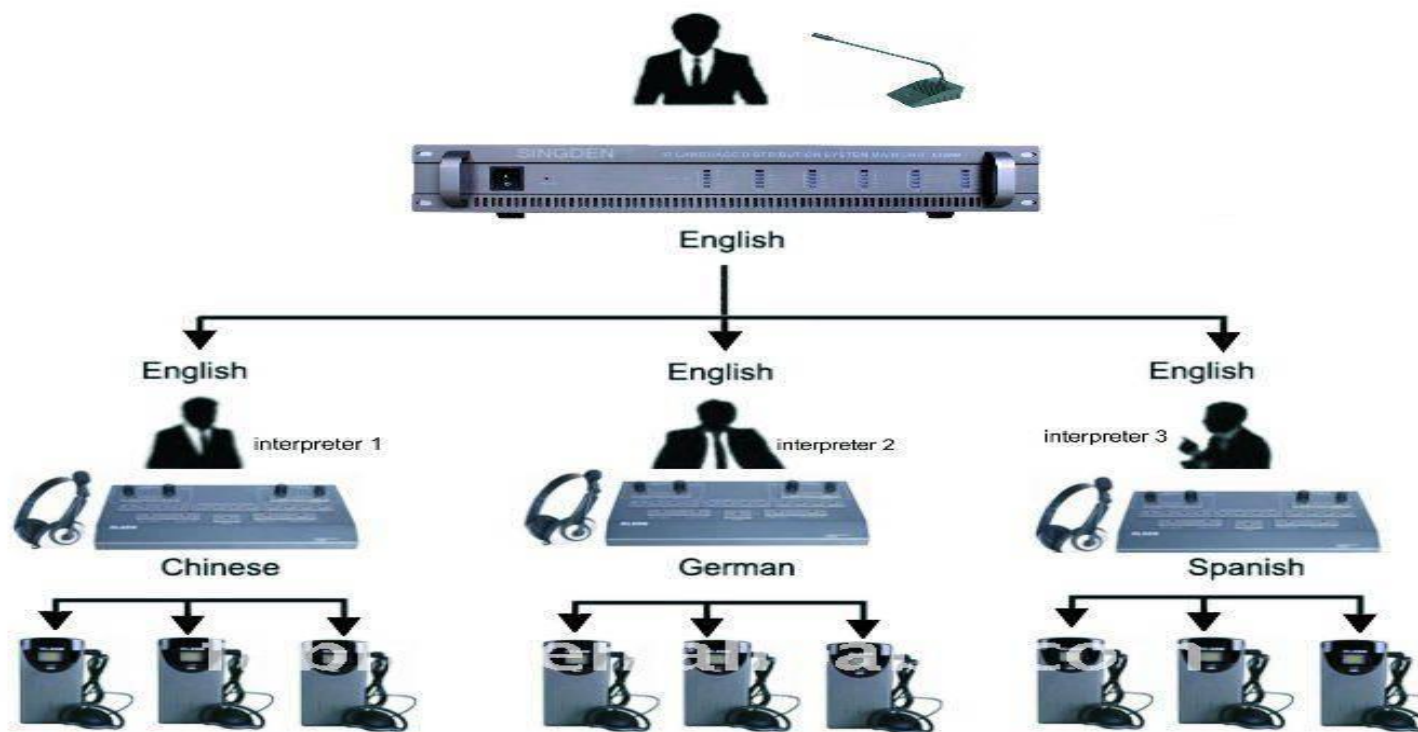 SINGDEN
English
English English English
interpreter 1 interpreter 2 interpreter 3
Chinese German Spanish